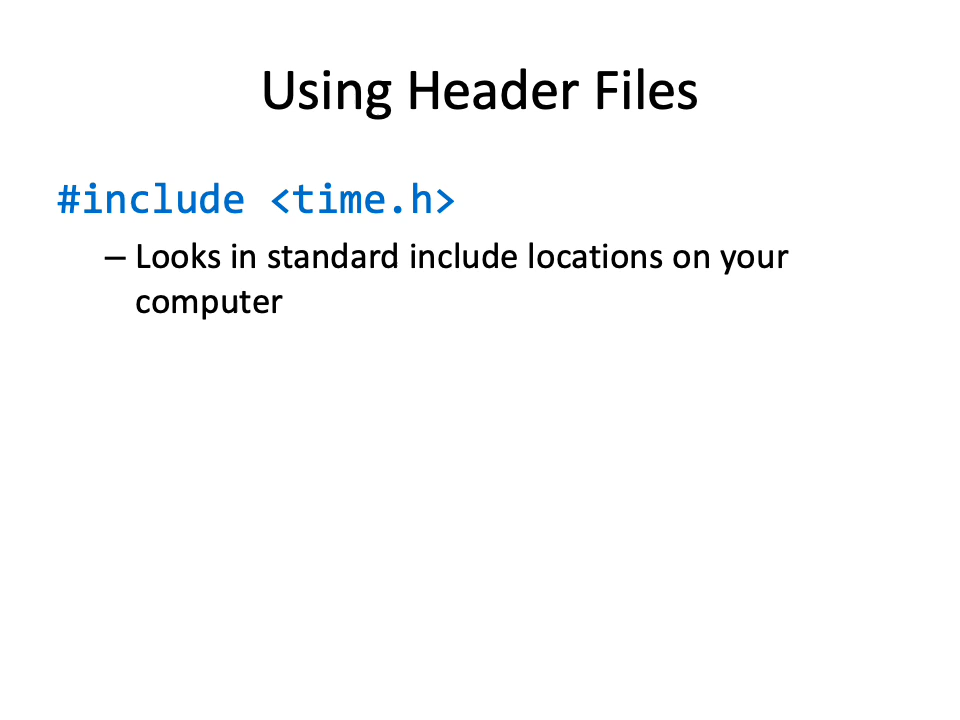 Using Header Files
#include <time.h>
– Looks in standard include locations on your
computer